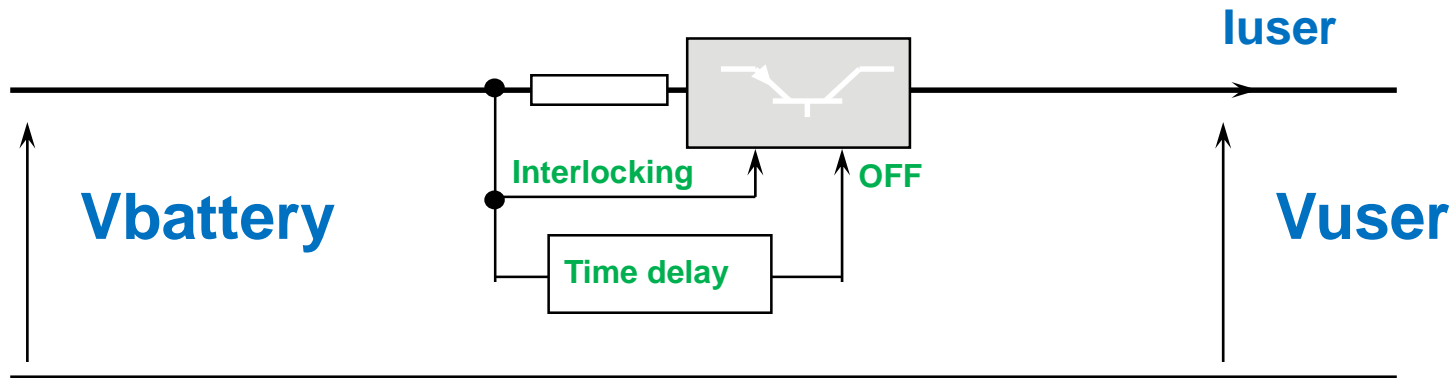 Iuser
Interlocking
OFF
Vbattery
Vuser
Time delay